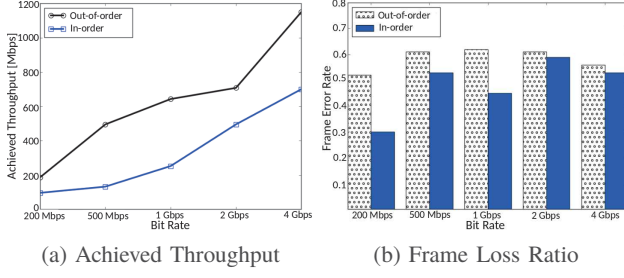 1200
1000
800
600
400
200
0
Achieved Throughput [Mbps]
Out-of-order
In-order
200 Mbps 500 Mbps 1 Gbps 2 Gbps 4 Gbps
Bit Rate
(a) Achieved Throughput
0.8
0.7
0.6
0.5
0.4
0.3
0.2
0.1
Frame Error Rate
Out-of-order
In-order
200 Mbps 500 Mbps 1 Gbps 2 Gbps 4 Gbps
Bit Rate
(b) Frame Loss Ratio